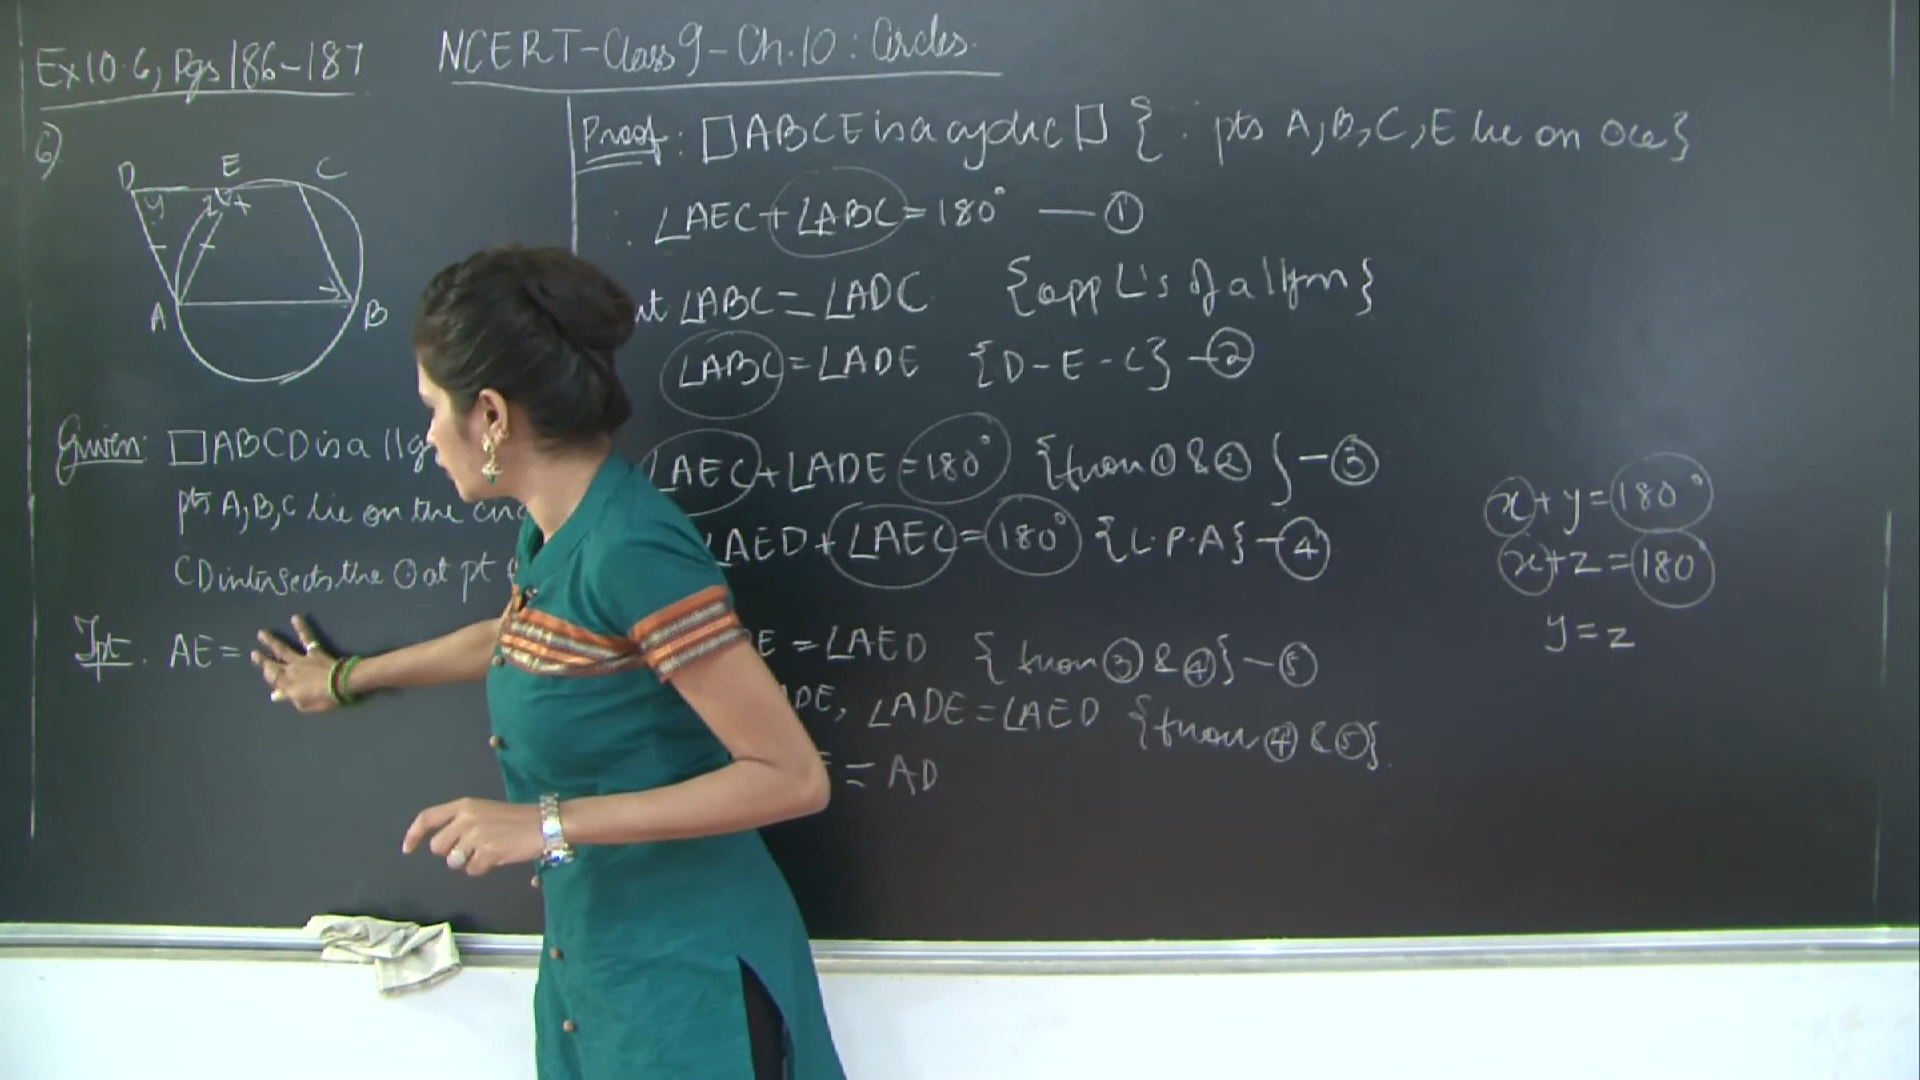 Ex10.6, Pgs 186-187
NCERT-Class 9-Ch.10: Circles.
6)
D E C
y z x
A B
Given: □ABCD is a ||g
pts A,B,C lie on the circ
CD intersects the ⊙ at pt
Tpt. AE=
Proof: □ABCE is a cyclic □ {∵ pts A,B,C,E lie on Oce}
∴ ∠AEC+∠ABC=180° — ①
ut ∠ABC=∠ADC {opp ∠'s of a ||gm}
∠ABC=∠ADE {D-E-C} -②
∠AEC+∠ADE=180° {from ① & ②} -③
∠AED+∠AEC=180° {L.P.A} -④
E =∠AED {from ③ & ④} -⑤
DE, ∠ADE=∠AED {from ④ & ⑤}.
= AD
x+y=180°
x+z=180°
y=z